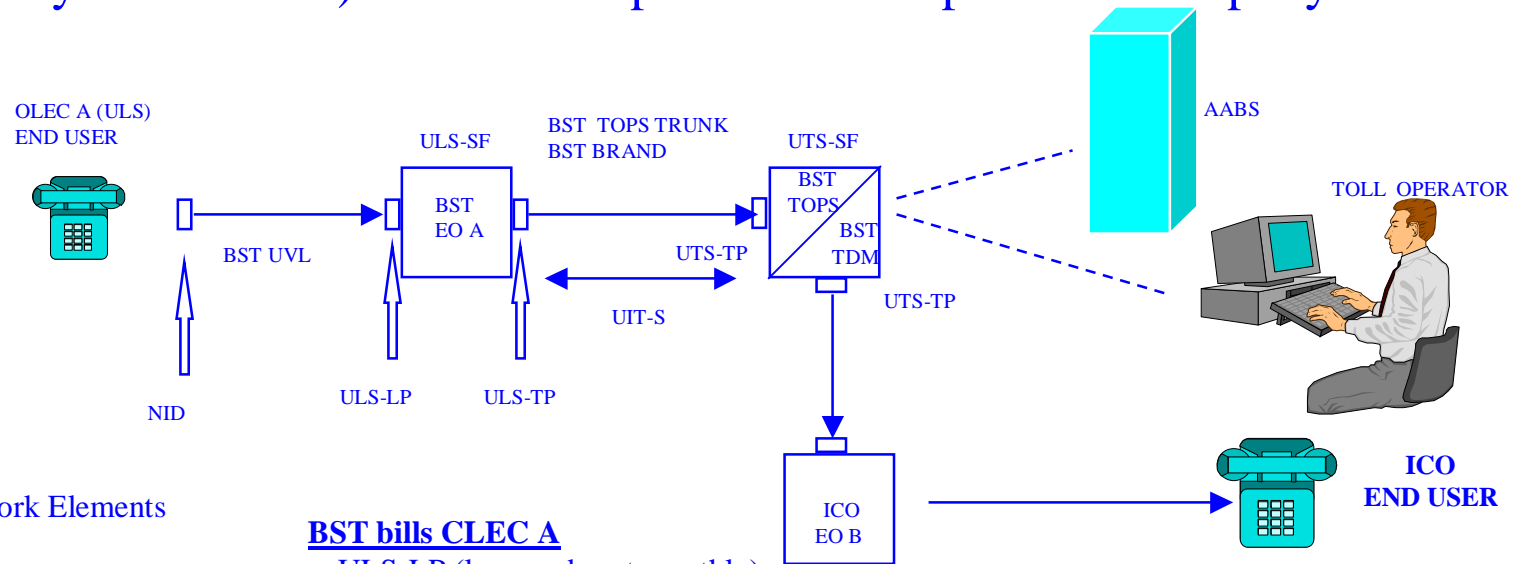 OLEC A (ULS)
END USER
ULS-SF
BST TOPS TRUNK
BST BRAND
UTS-SF
AABS
BST
TOPS
BST
TDM
BST
EO A
TOLL OPERATOR
BST UVL
UTS-TP
UTS-TP
UIT-S
NID
ULS-LP
ULS-TP
ICO
END USER
ork Elements
ICO
EO B
BST bills CLEC A